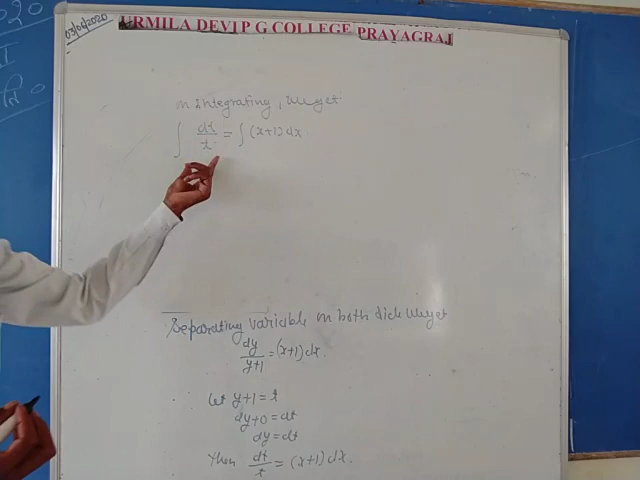 03/06/2020
URMILA DEVI P G COLLEGE PRAYAGRAJ
on integrating, we get
∫ dt/t = ∫ (x+1) dx.
Separating variable on both side we get
dy/y+1 = (x+1) dx.
Let y+1 = t
dy+0 = dt
dy = dt
Then dt/t = (x+1) dx.